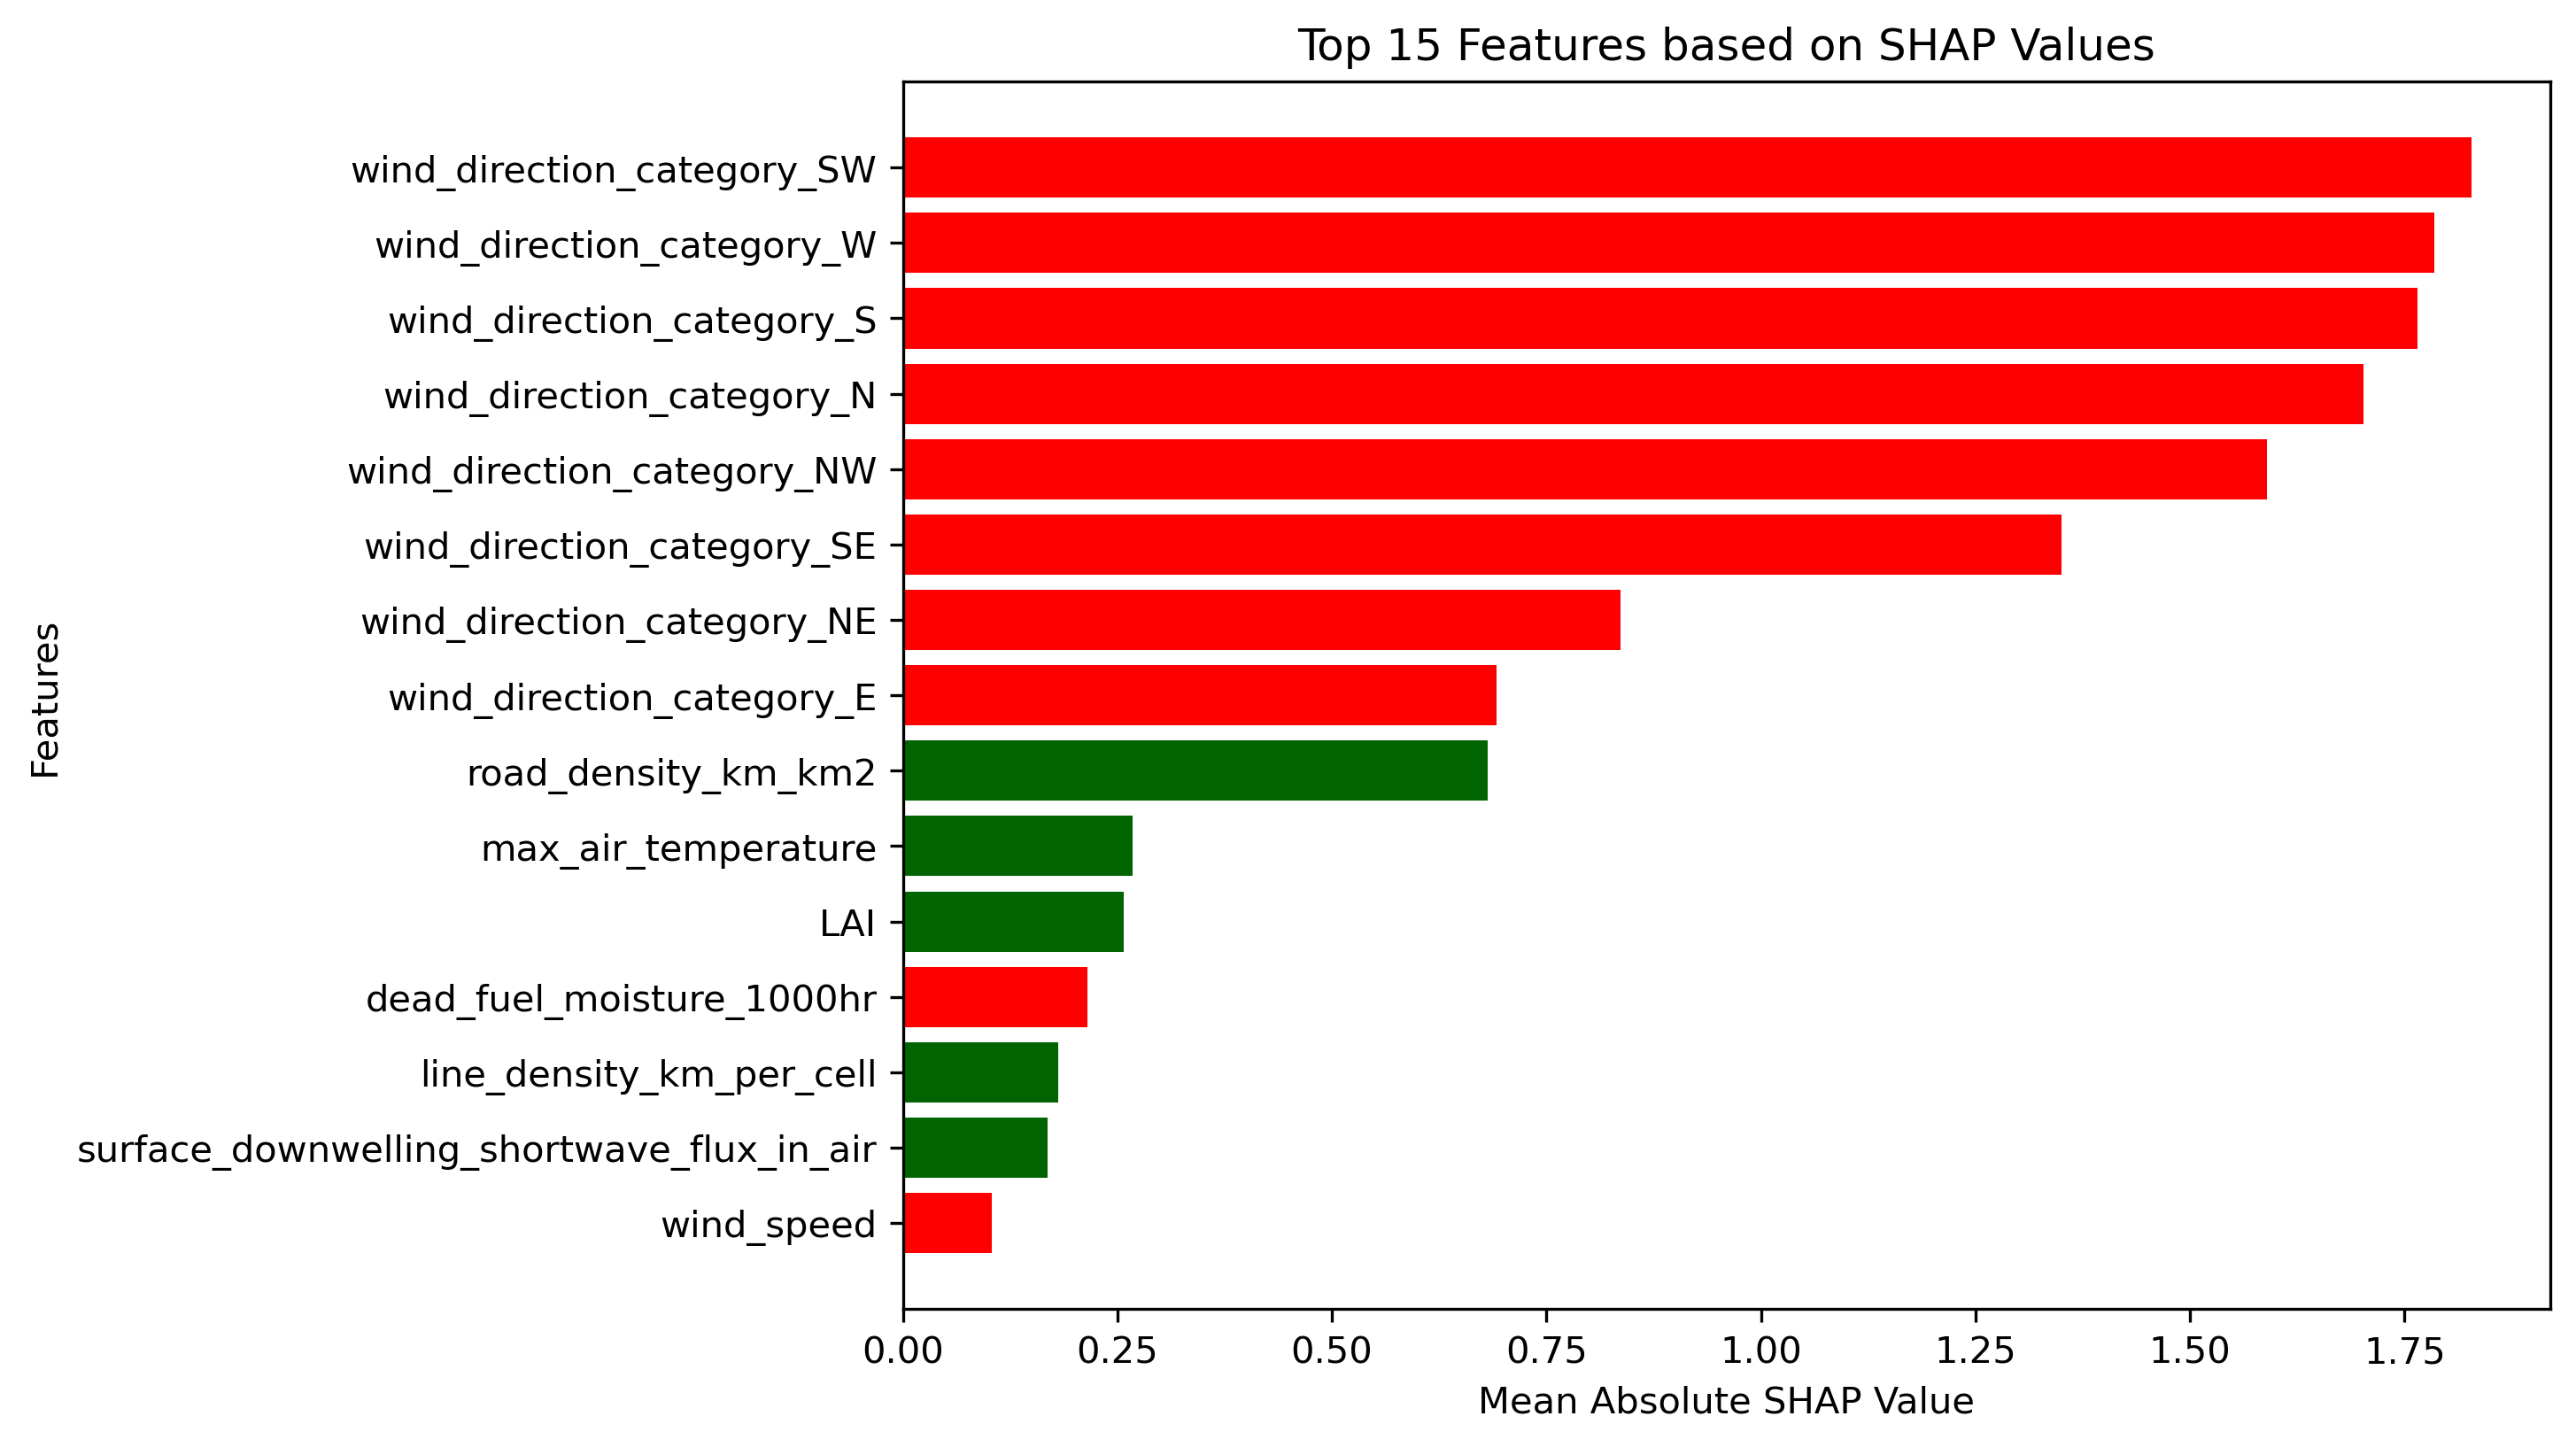 Top 15 Features based on SHAP Values
Features
wind_direction_category_SW
wind_direction_category_W
wind_direction_category_S
wind_direction_category_N
wind_direction_category_NW
wind_direction_category_SE
wind_direction_category_NE
wind_direction_category_E
road_density_km_km2
max_air_temperature
LAI
dead_fuel_moisture_1000hr
line_density_km_per_cell
surface_downwelling_shortwave_flux_in_air
wind_speed
0.00 0.25 0.50 0.75 1.00 1.25 1.50 1.75
Mean Absolute SHAP Value